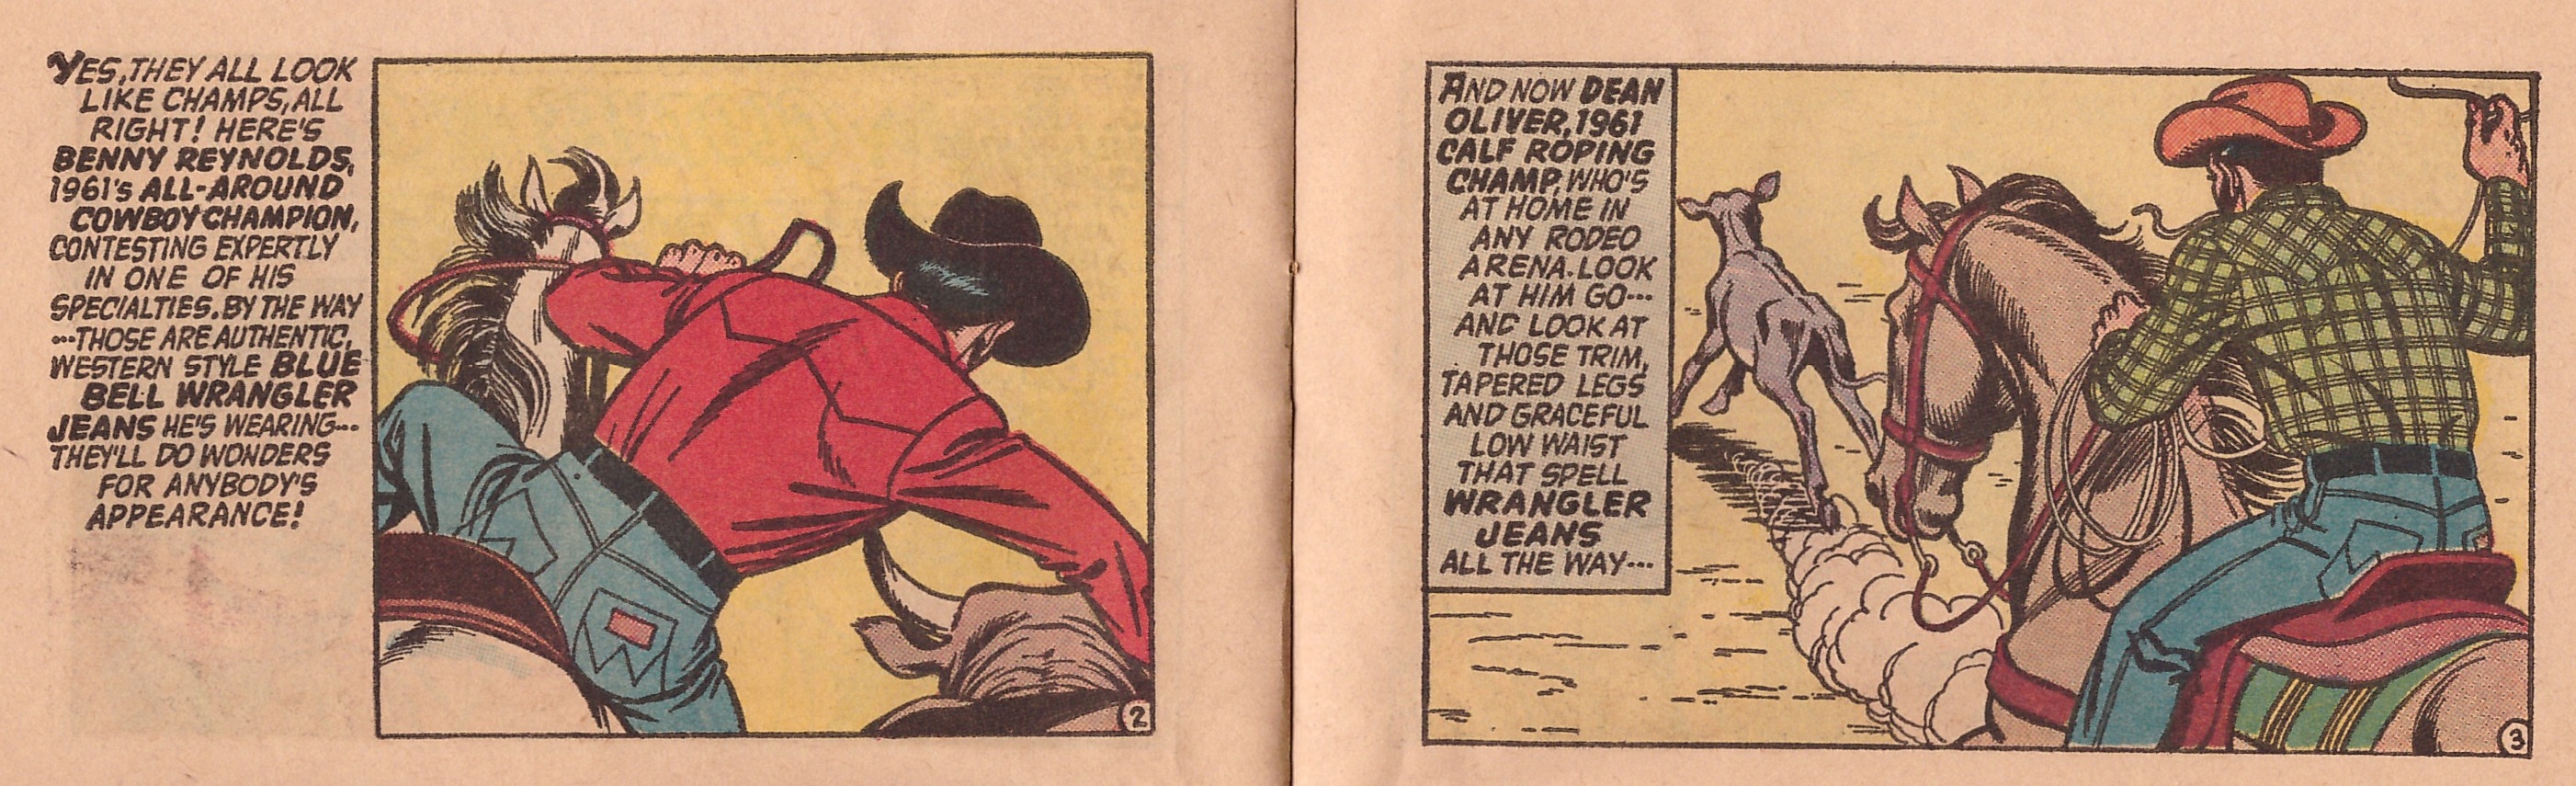 YES, THEY ALL LOOK
LIKE CHAMPS, ALL
RIGHT! HERE'S
BENNY REYNOLDS,
1961's ALL-AROUND
COWBOY CHAMPION,
CONTESTING EXPERTLY
IN ONE OF HIS
SPECIALTIES. BY THE WAY
...THOSE ARE AUTHENTIC,
WESTERN STYLE BLUE
BELL WRANGLER
JEANS HE'S WEARING...
THEY'LL DO WONDERS
FOR ANYBODY'S
APPEARANCE!
2
AND NOW DEAN
OLIVER, 1961
CALF ROPING
CHAMP, WHO'S
AT HOME IN
ANY RODEO
ARENA. LOOK
AT HIM GO...
AND LOOK AT
THOSE TRIM,
TAPERED LEGS
AND GRACEFUL
LOW WAIST
THAT SPELL
WRANGLER
JEANS
ALL THE WAY...
3